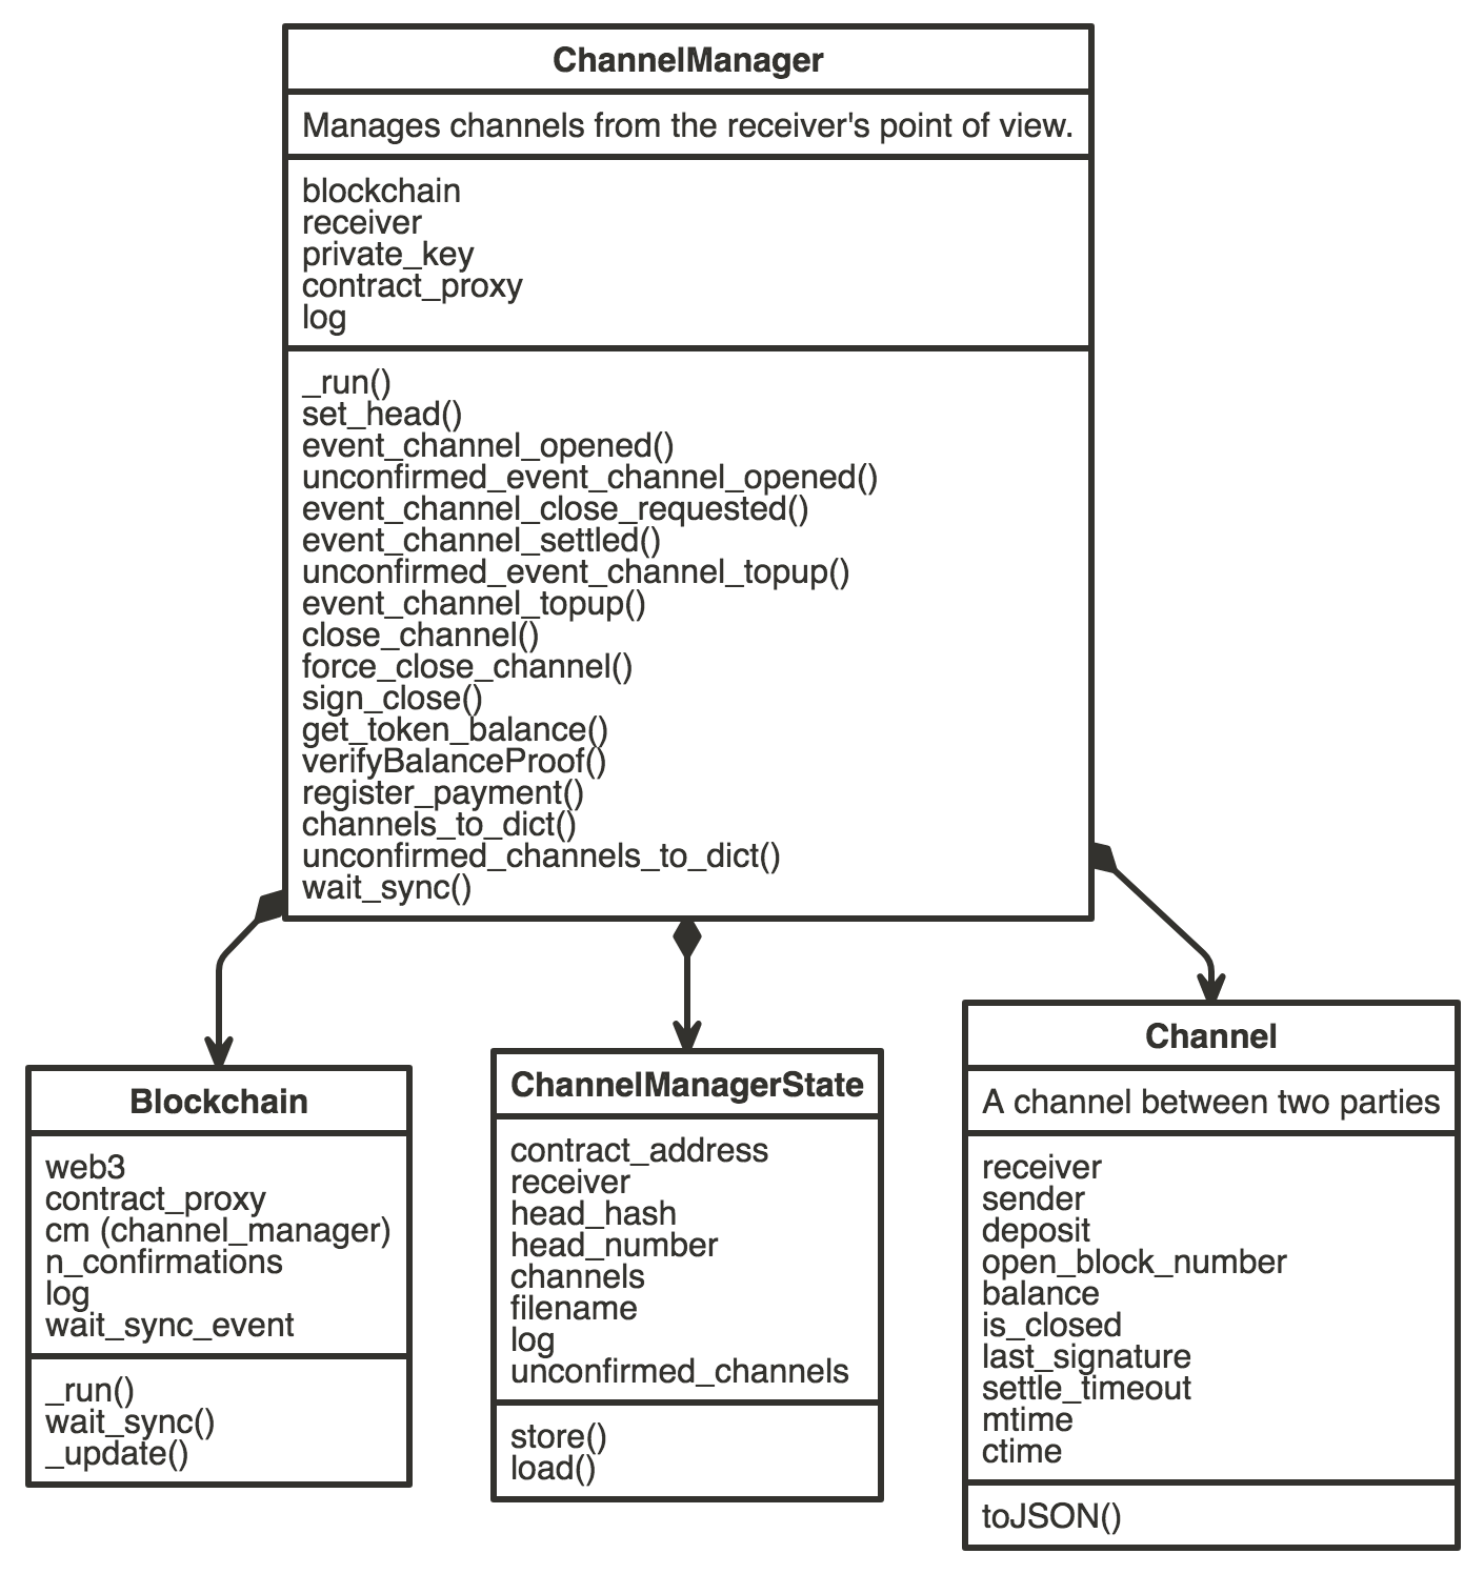 ChannelManager
Manages channels from the receiver's point of view.
blockchain
receiver
private_key
contract_proxy
log
_run()
set_head()
event_channel_opened()
unconfirmed_event_channel_opened()
event_channel_close_requested()
event_channel_settled()
unconfirmed_event_channel_topup()
event_channel_topup()
close_channel()
force_close_channel()
sign_close()
get_token_balance()
verifyBalanceProof()
register_payment()
channels_to_dict()
unconfirmed_channels_to_dict()
wait_sync()
Blockchain
web3
contract_proxy
cm (channel_manager)
n_confirmations
log
wait_sync_event
_run()
wait_sync()
_update()
ChannelManagerState
contract_address
receiver
head_hash
head_number
channels
filename
log
unconfirmed_channels
store()
load()
Channel
A channel between two parties
receiver
sender
deposit
open_block_number
balance
is_closed
last_signature
settle_timeout
mtime
ctime
toJSON()